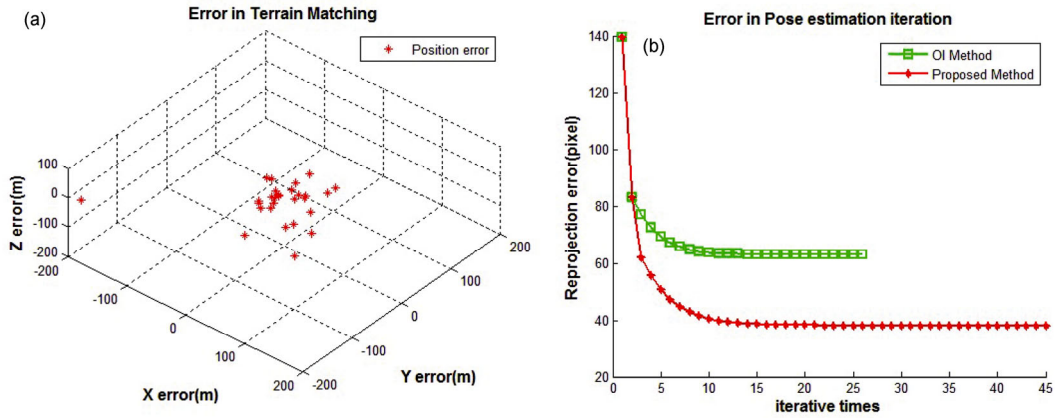 (a)
Error in Terrain Matching
Position error
Z error(m)
100
0
-100
-200
-200
-100
0
100
200
X error(m)
-200
-100
0
100
200
Y error(m)
Error in Pose estimation iteration
(b)
OI Method
Proposed Method
Reprojection error(pixel)
140
120
100
80
60
40
20
0
5
10
15
20
25
30
35
40
45
iterative times